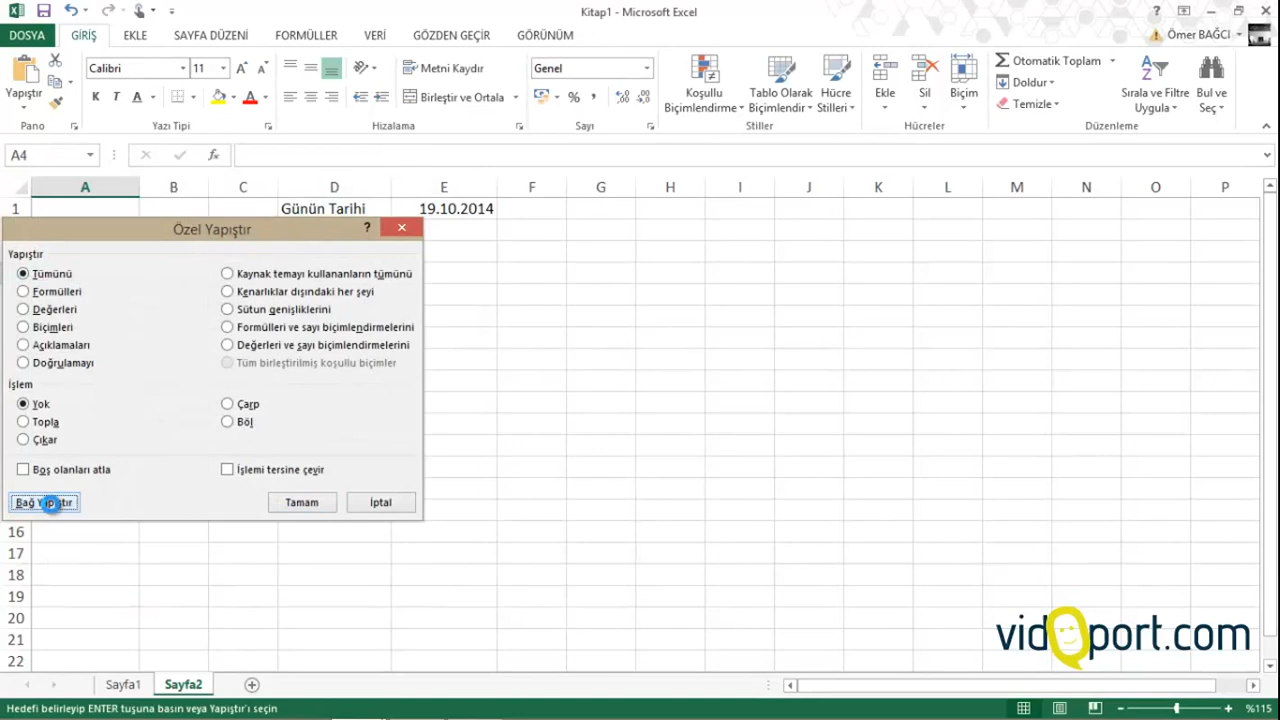 Kitap1 - Microsoft Excel
DOSYA GİRİŞ EKLE SAYFA DÜZENİ FORMÜLLER VERİ GÖZDEN GEÇİR GÖRÜNÜM Ömer BAĞCI
Yapıştır
Calibri 11
K T A
Metni Kaydır
Birleştir ve Ortala
Genel
Koşullu Biçimlendirme
Tablo Olarak Biçimlendir
Hücre Stilleri
Ekle Sil Biçim
Otomatik Toplam
Doldur
Temizle
Sırala ve Filtre Uygula
Bul ve Seç
Pano Yazı Tipi Hizalama Sayı Stiller Hücreler Düzenleme
A4 fx
A B C D E F G H I J K L M N O P
1 Günün Tarihi 19.10.2014
Özel Yapıştır ?
Yapıştır
Tümünü Kaynak temayı kullananların tümünü
Formülleri Kenarlıklar dışındaki her şeyi
Değerleri Sütun genişliklerini
Biçimleri Formülleri ve sayı biçimlendirmelerini
Açıklamaları Değerleri ve sayı biçimlendirmelerini
Doğrulamayı Tüm birleştirilmiş koşullu biçimler
İşlem
Yok Çarp
Topla Böl
Çıkar
Boş olanları atla İşlemi tersine çevir
Bağ Yapıştır Tamam İptal
16
17
18
19
20
21
22
vidoport.com
Sayfa1 Sayfa2
Hedefi belirleyip ENTER tuşuna basın veya Yapıştır'ı seçin %115